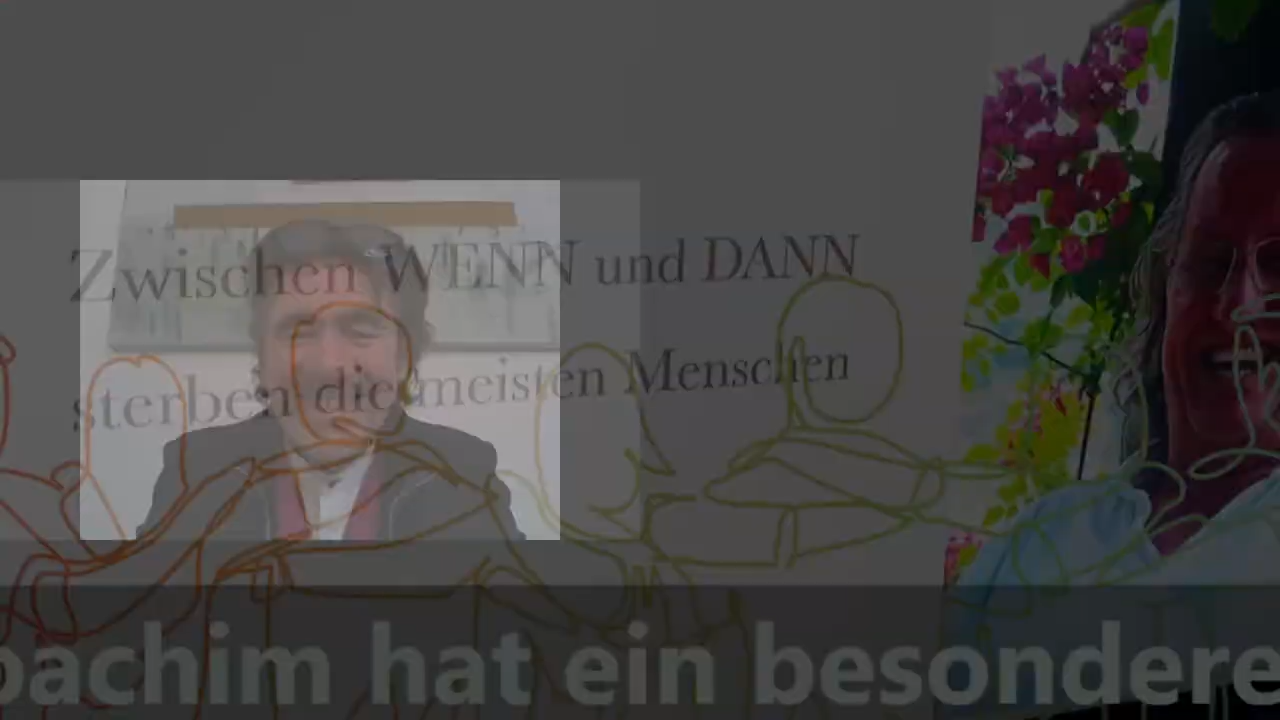 Zwischen WENN und DANN
sterben die meisten Menschen
oachim hat ein besondere